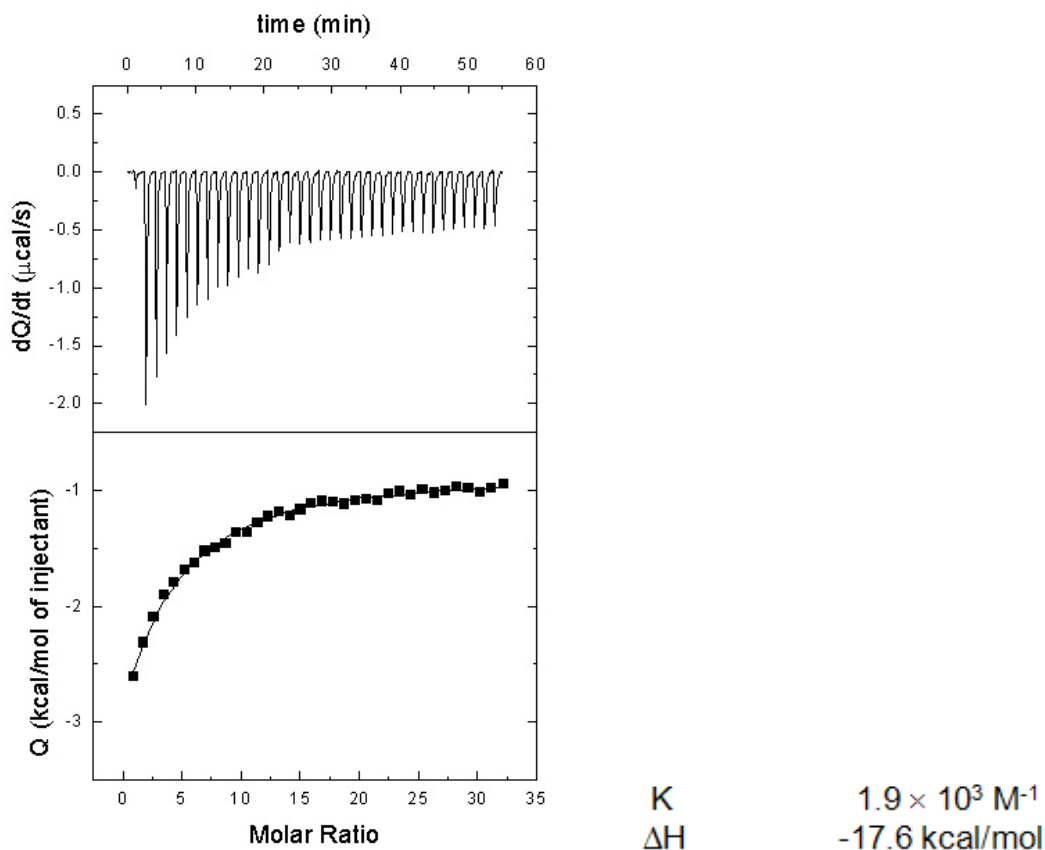 time (min)
0 10 20 30 40 50 60
0.5
0.0
-0.5
-1.0
-1.5
-2.0
dQ/dt (μcal/s)
-1
-2
-3
Q (kcal/mol of injectant)
0 5 10 15 20 25 30 35
Molar Ratio
K 1.9 × 10³ M⁻¹
ΔH -17.6 kcal/mol